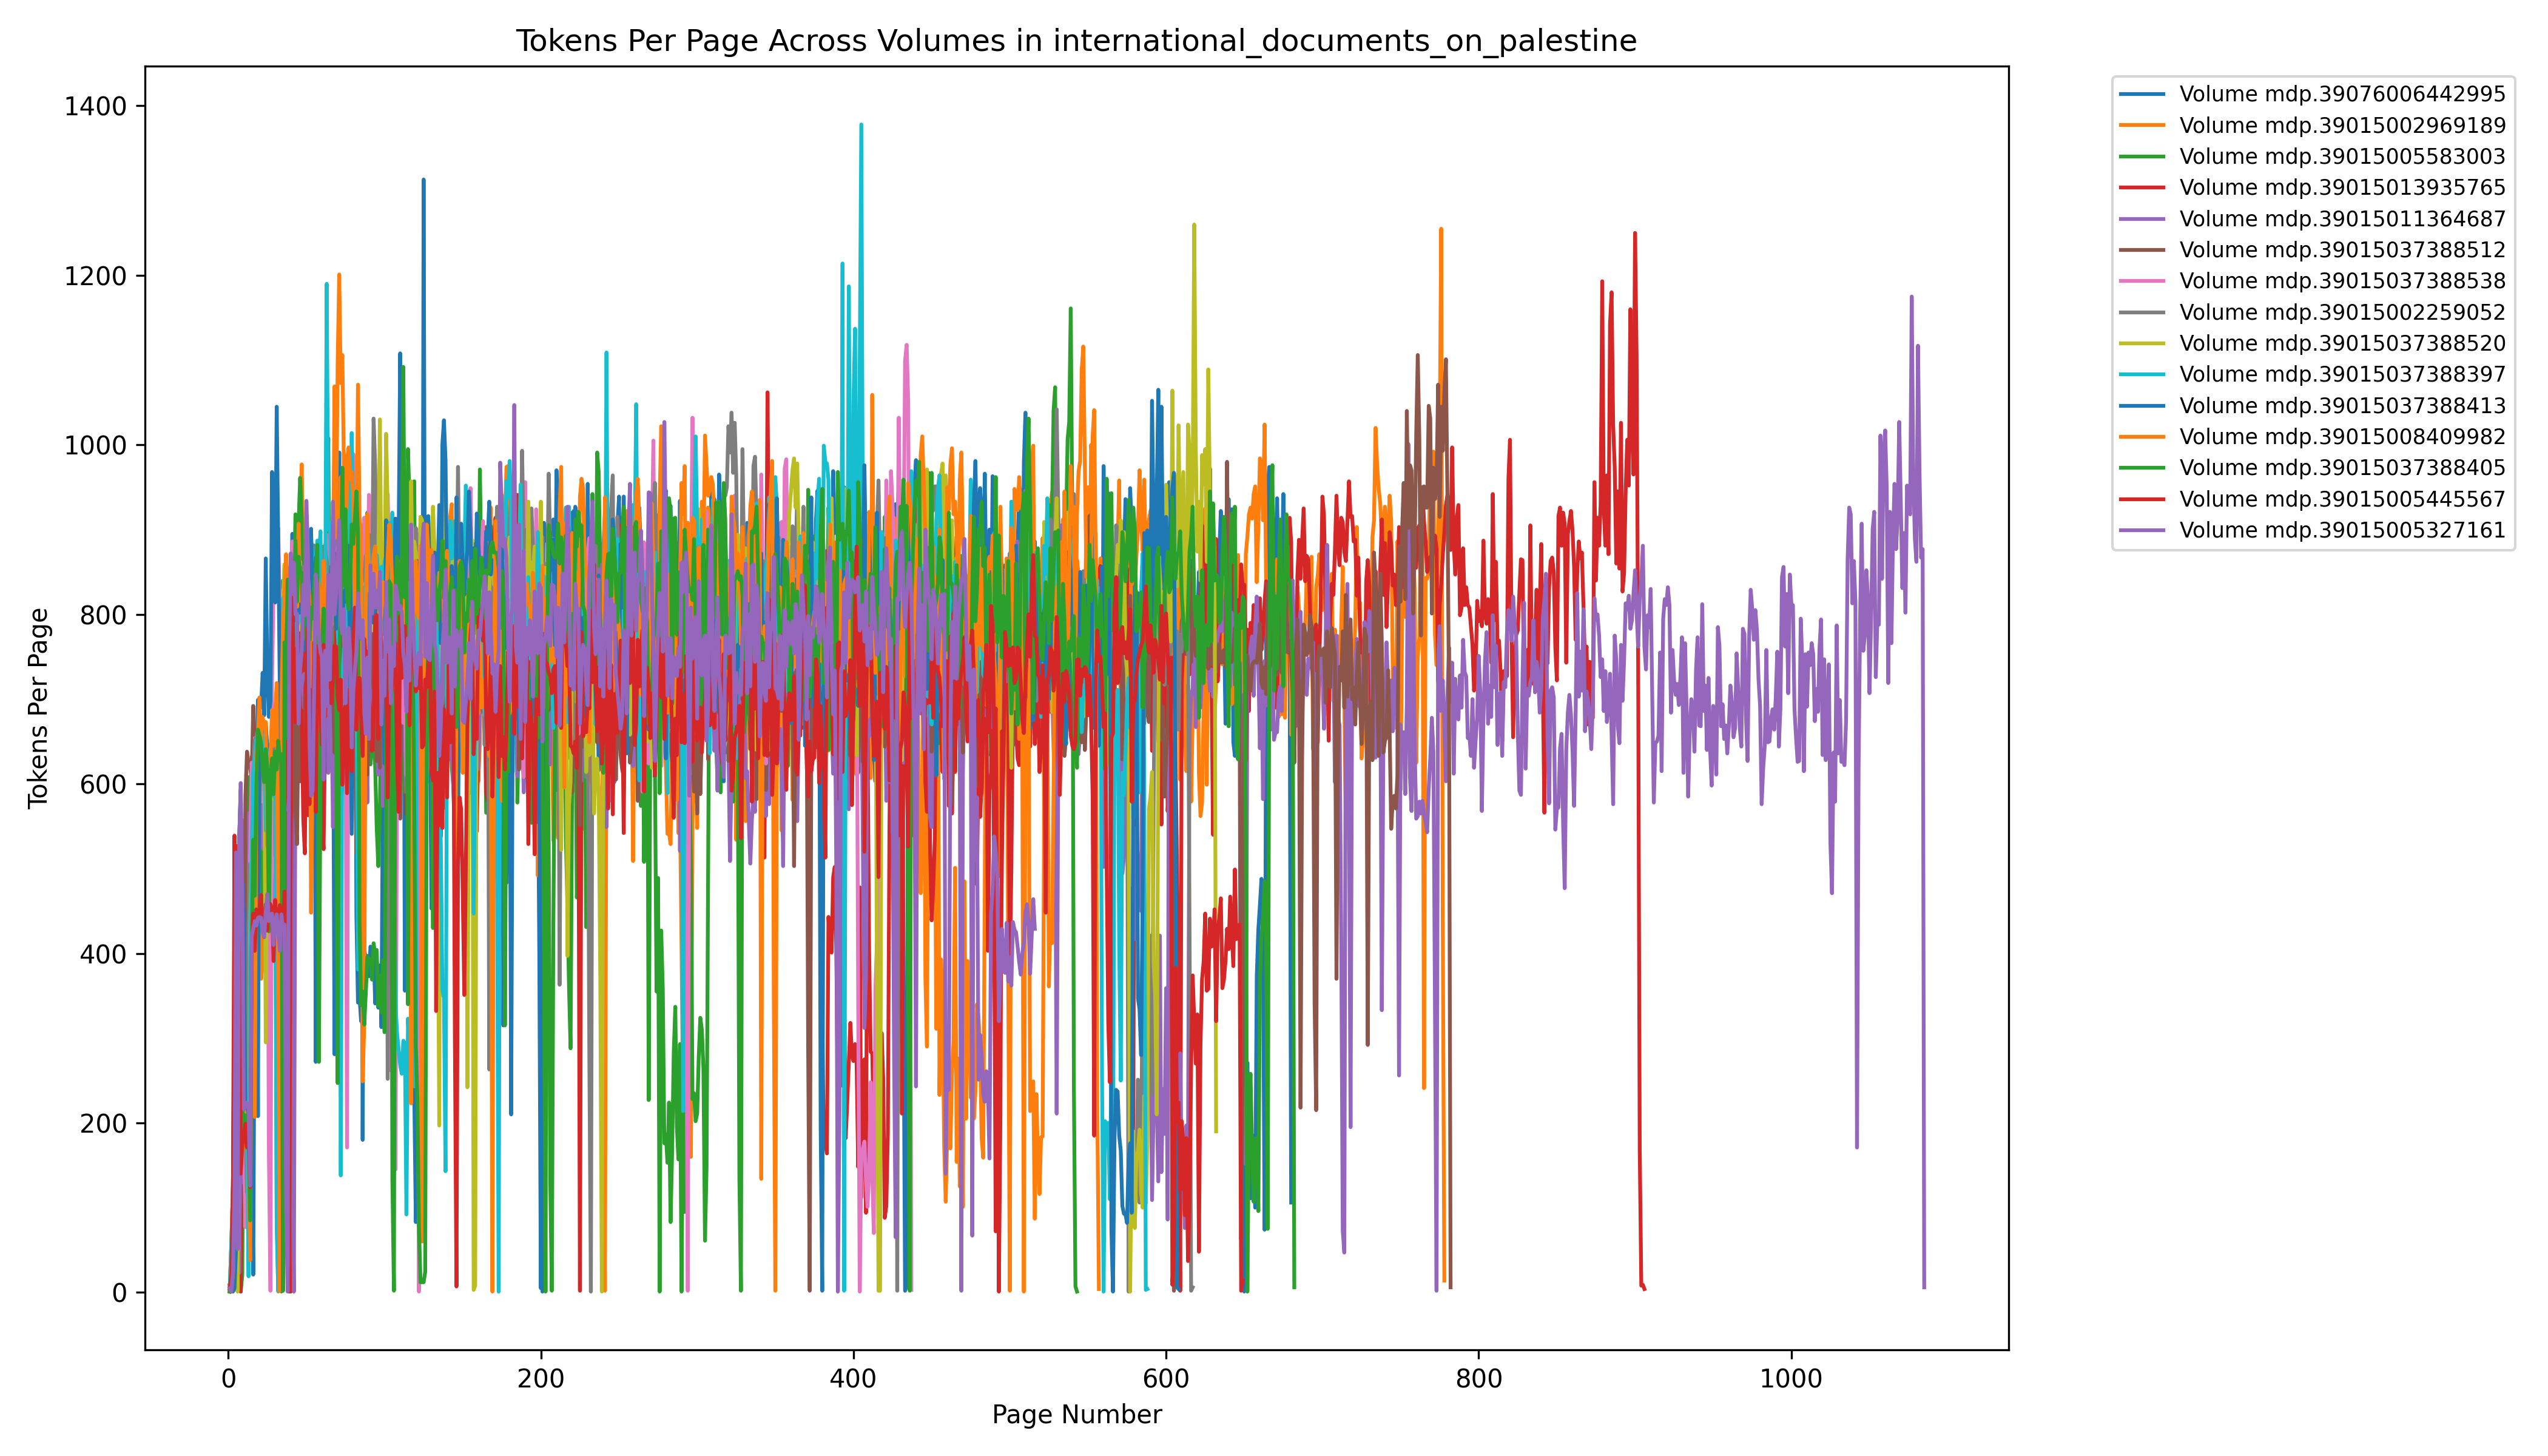 Tokens Per Page Across Volumes in international_documents_on_palestine
Tokens Per Page
1400
1200
1000
800
600
400
200
0
0 200 400 600 800 1000
Page Number
Volume mdp.39076006442995
Volume mdp.39015002969189
Volume mdp.39015005583003
Volume mdp.39015013935765
Volume mdp.39015011364687
Volume mdp.39015037388512
Volume mdp.39015037388538
Volume mdp.39015002259052
Volume mdp.39015037388520
Volume mdp.39015037388397
Volume mdp.39015037388413
Volume mdp.39015008409982
Volume mdp.39015037388405
Volume mdp.39015005445567
Volume mdp.39015005327161